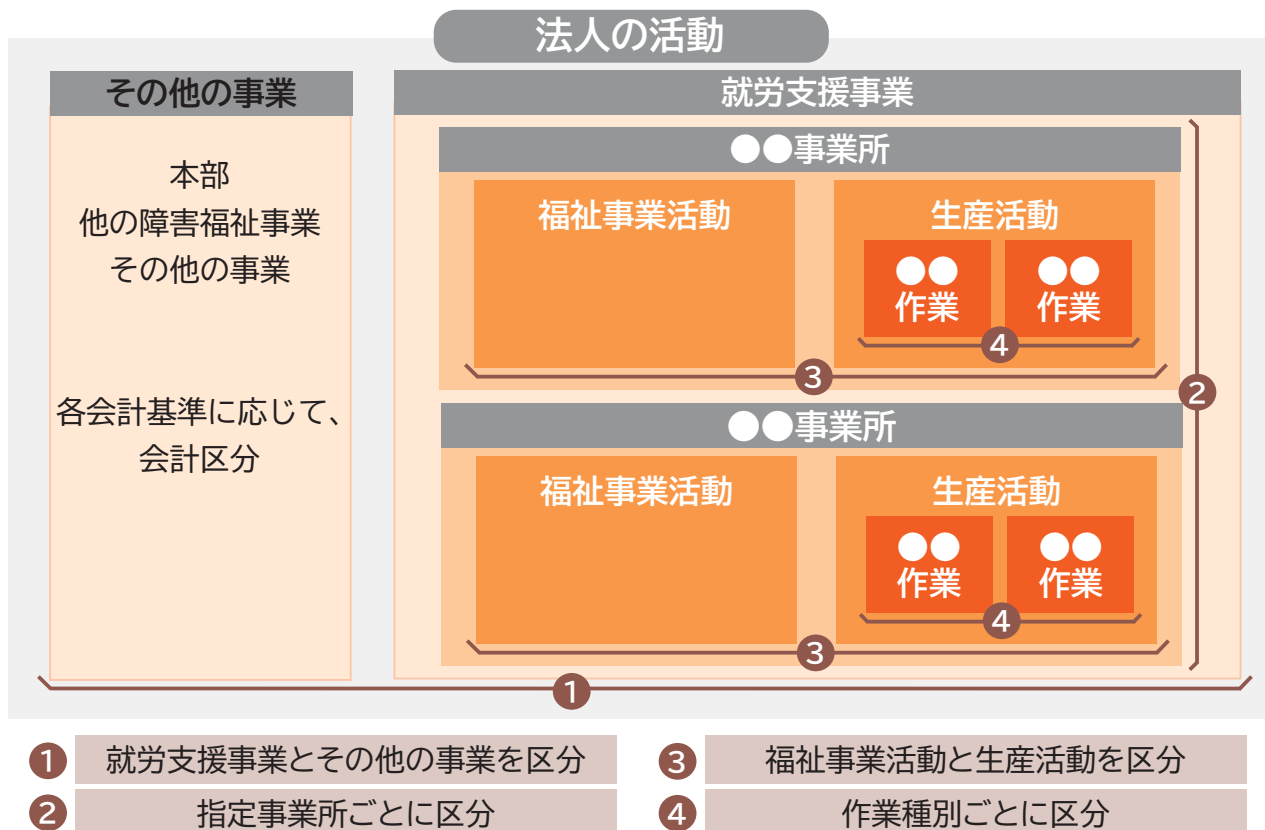 法人の活動
その他の事業
本部
他の障害福祉事業
その他の事業
各会計基準に応じて、
会計区分
就労支援事業
●●事業所
福祉事業活動
生産活動
●●
作業
●●
作業
4
3
●●事業所
福祉事業活動
生産活動
●●
作業
●●
作業
4
3
2
1
1 就労支援事業とその他の事業を区分
2 指定事業所ごとに区分
3 福祉事業活動と生産活動を区分
4 作業種別ごとに区分